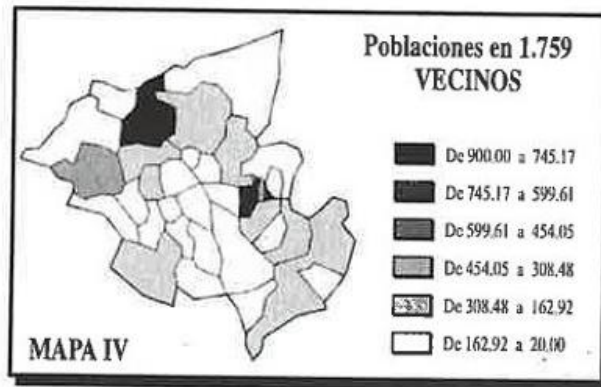 Poblaciones en 1.759
VECINOS
De 900.00 a 745.17
De 745.17 a 599.61
De 599.61 a 454.05
De 454.05 a 308.48
De 308.48 a 162.92
De 162.92 a 20.00
MAPA IV